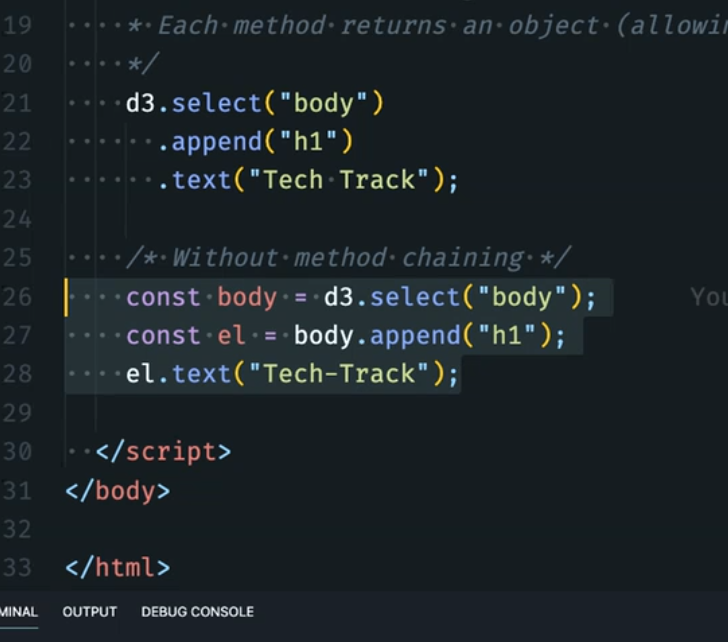 19 * Each method returns an object (allowin
20 */
21 d3.select("body")
22 .append("h1")
23 .text("Tech Track");
24
25 /* Without method chaining */
26 const body = d3.select("body"); You
27 const el = body.append("h1");
28 el.text("Tech-Track");
29
30 </script>
31 </body>
32
33 </html>
MINAL OUTPUT DEBUG CONSOLE